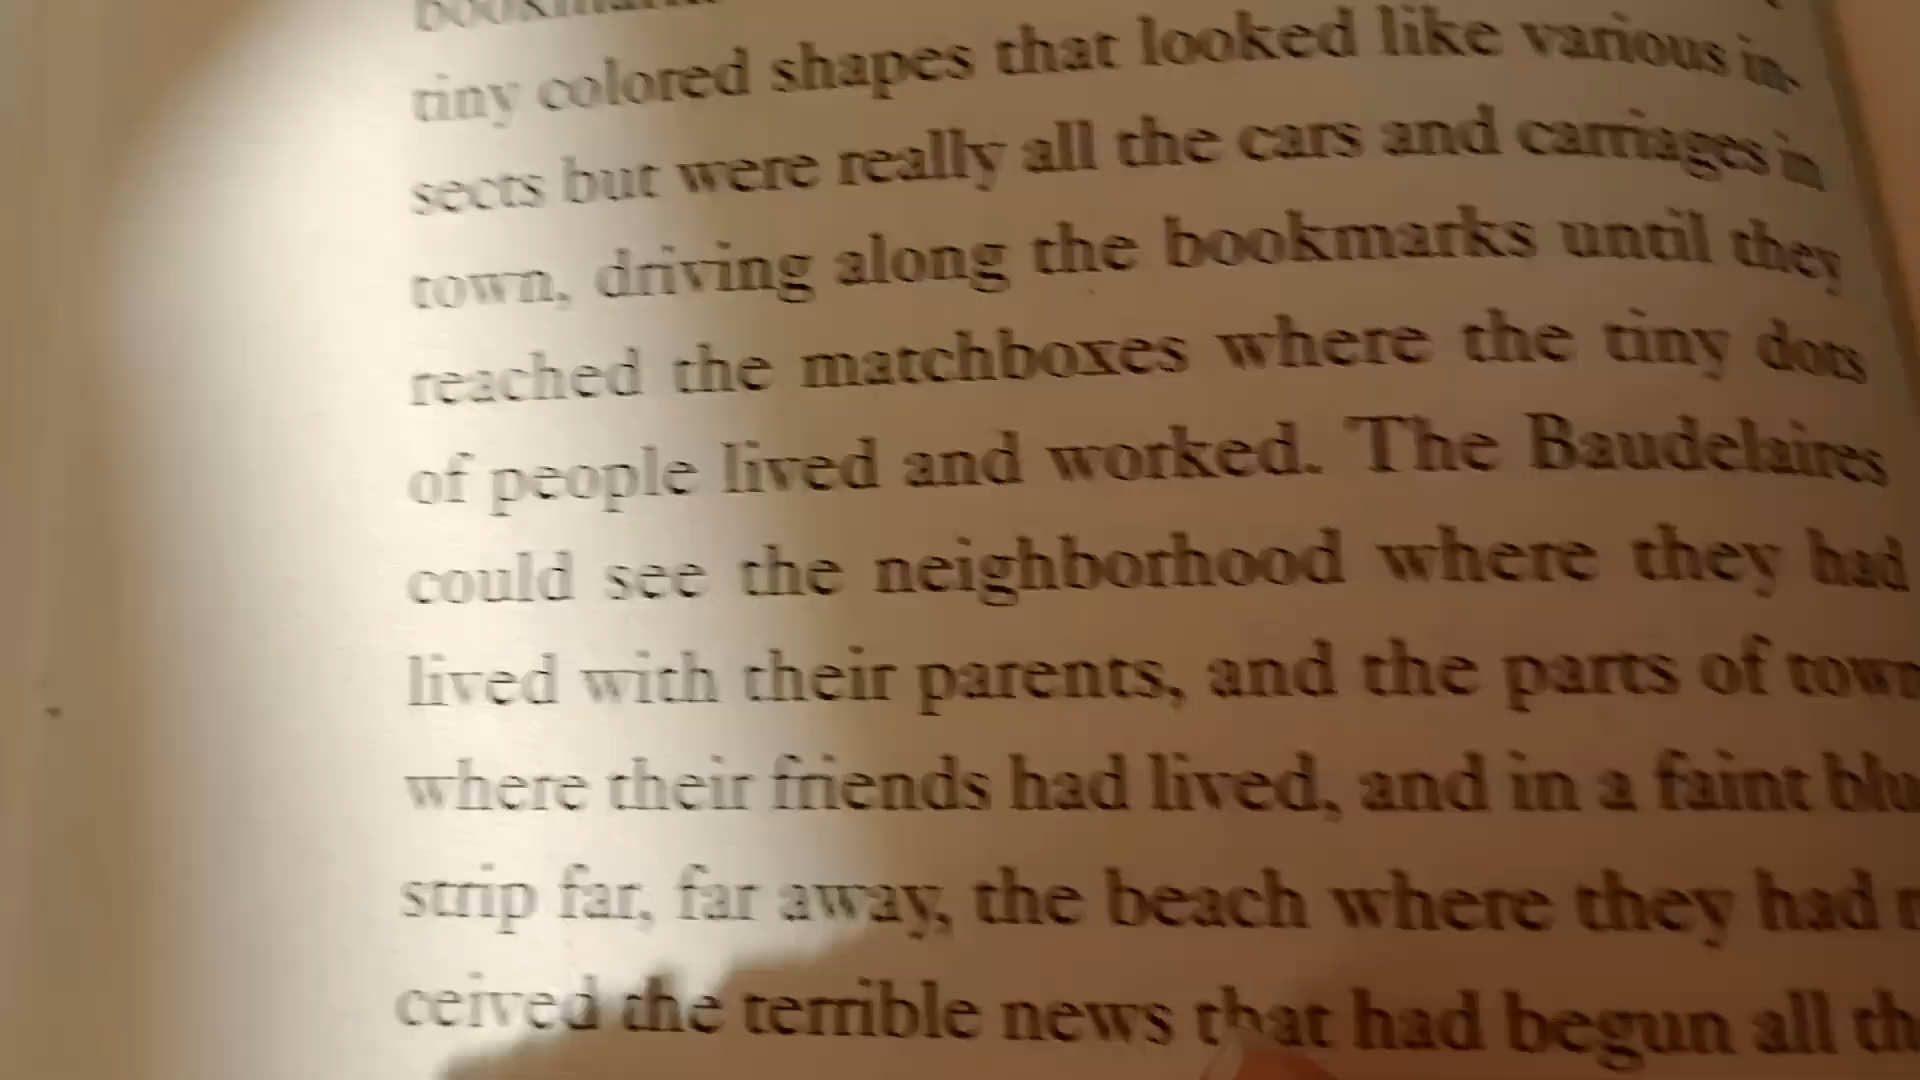 tiny colored shapes that looked like various in-
sects but were really all the cars and carriages in
town, driving along the bookmarks until they
reached the matchboxes where the tiny dots
of people lived and worked. The Baudelaires
could see the neighborhood where they had
lived with their parents, and the parts of town
where their friends had lived, and in a faint blu
strip far, far away, the beach where they had r
ceived the terrible news that had begun all th